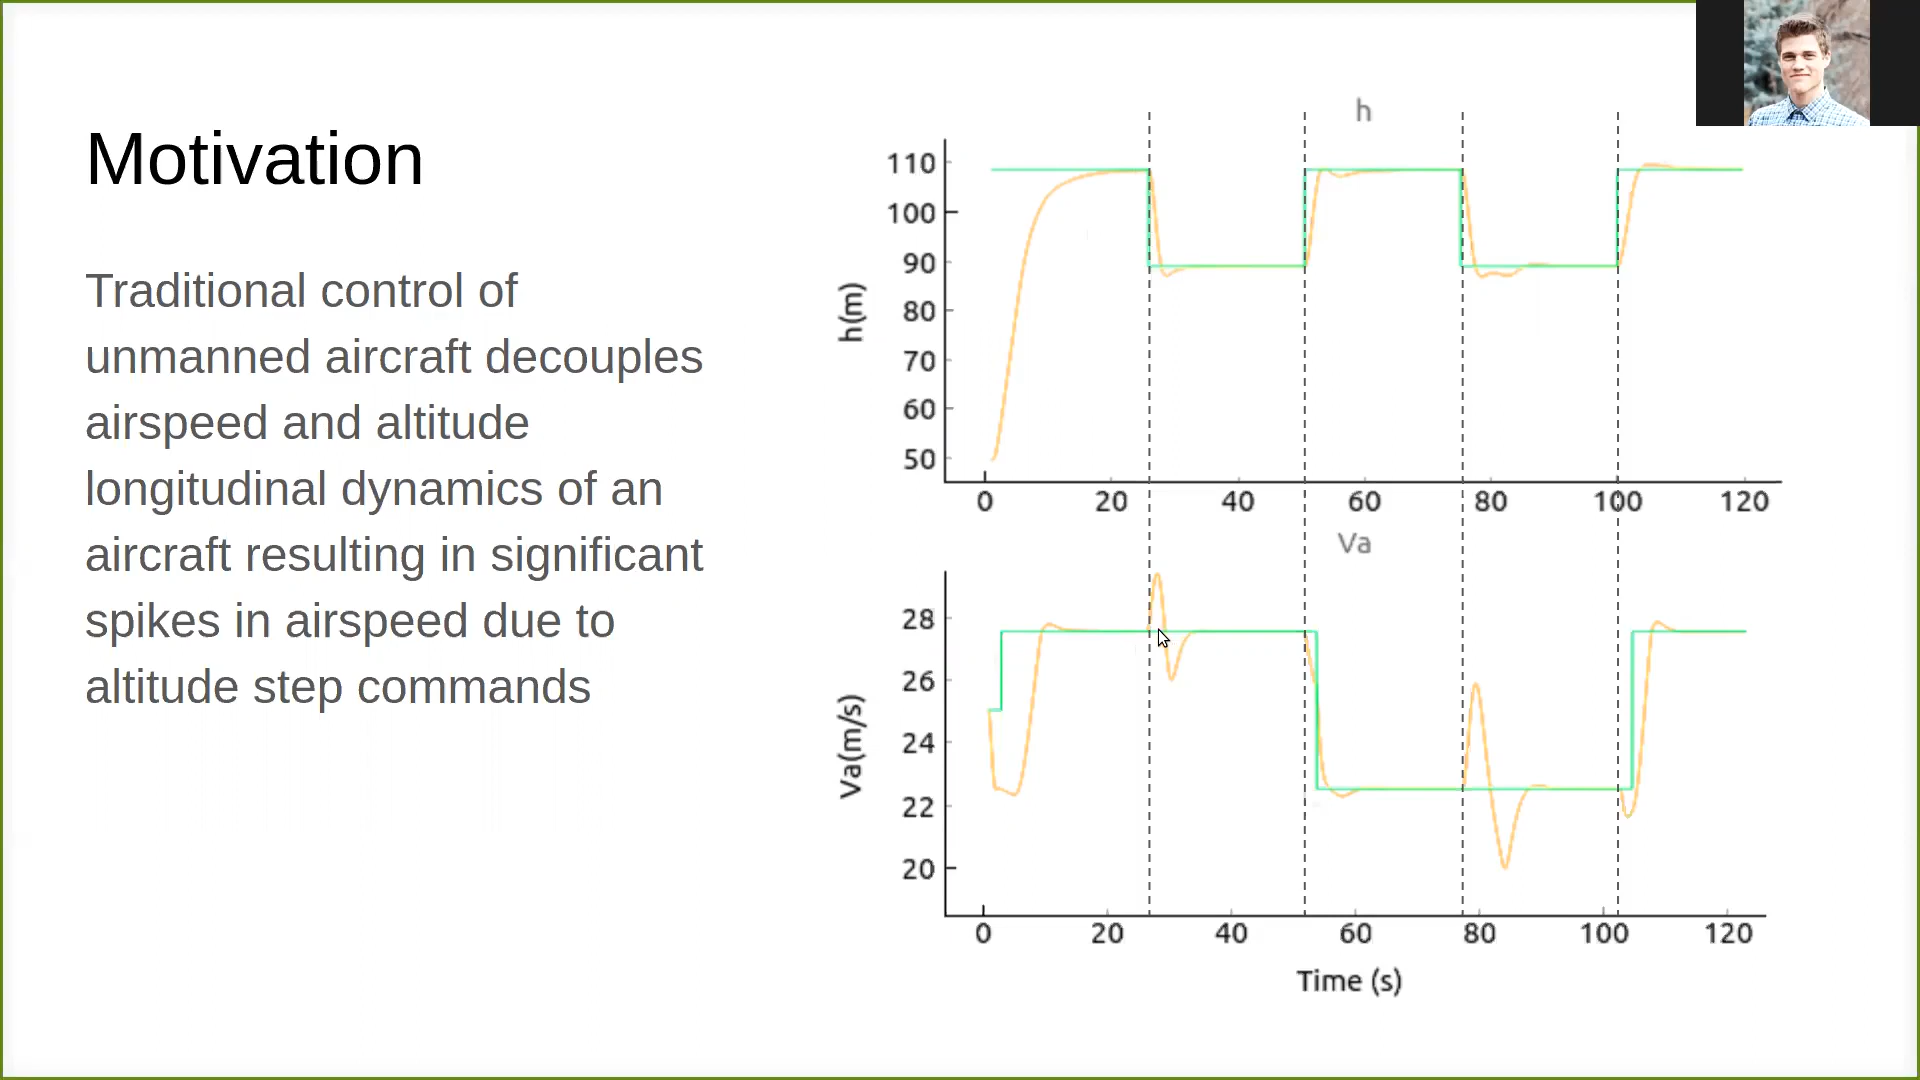 Motivation
Traditional control of
unmanned aircraft decouples
airspeed and altitude
longitudinal dynamics of an
aircraft resulting in significant
spikes in airspeed due to
altitude step commands
h
110
100
90
80
70
60
50
h(m)
0 20 40 60 80 100 120
Va
28
26
24
22
20
Va(m/s)
0 20 40 60 80 100 120
Time (s)